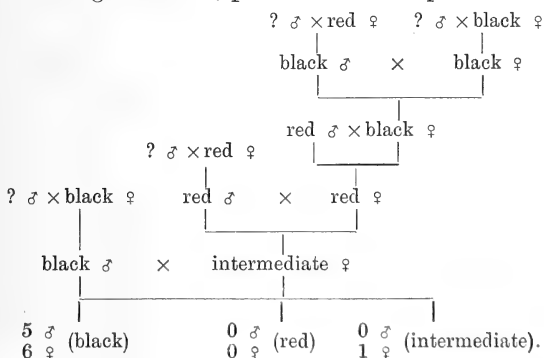 ? ♂ × red ♀ ? ♂ × black ♀
black ♂ × black ♀
red ♂ × black ♀
? ♂ × red ♀
? ♂ × black ♀ red ♂ × red ♀
black ♂ × intermediate ♀
5 ♂ (black) 0 ♂ (red) 0 ♂ (intermediate).
6 ♀ 0 ♀ 1 ♀